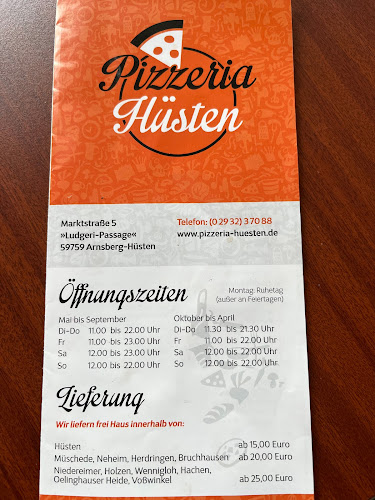 Pizzeria
Hüsten
Marktstraße 5
»Ludgeri-Passage«
59759 Arnsberg-Hüsten
Telefon: (0 29 32) 3 70 88
www.pizzeria-huesten.de
Öffnungszeiten
Montag: Ruhetag
(außer an Feiertagen)
Mai bis September
Di-Do 11.00 bis 22.00 Uhr
Fr 11.00 bis 23.00 Uhr
Sa 12.00 bis 23.00 Uhr
So 12.00 bis 22.00 Uhr
Oktober bis April
Di-Do 11.30 bis 21.30 Uhr
Fr 11.30 bis 22.00 Uhr
Sa 12.00 bis 22.00 Uhr
So 12.00 bis 22.00 Uhr
Lieferung
Wir liefern frei Haus innerhalb von:
Hüsten ab 15,00 Euro
Müschede, Neheim, Herdringen, Bruchhausen ab 20,00 Euro
Niedereimer, Holzen, Wennigloh, Hachen,
Oelinghauser Heide, Voßwinkel ab 25,00 Euro